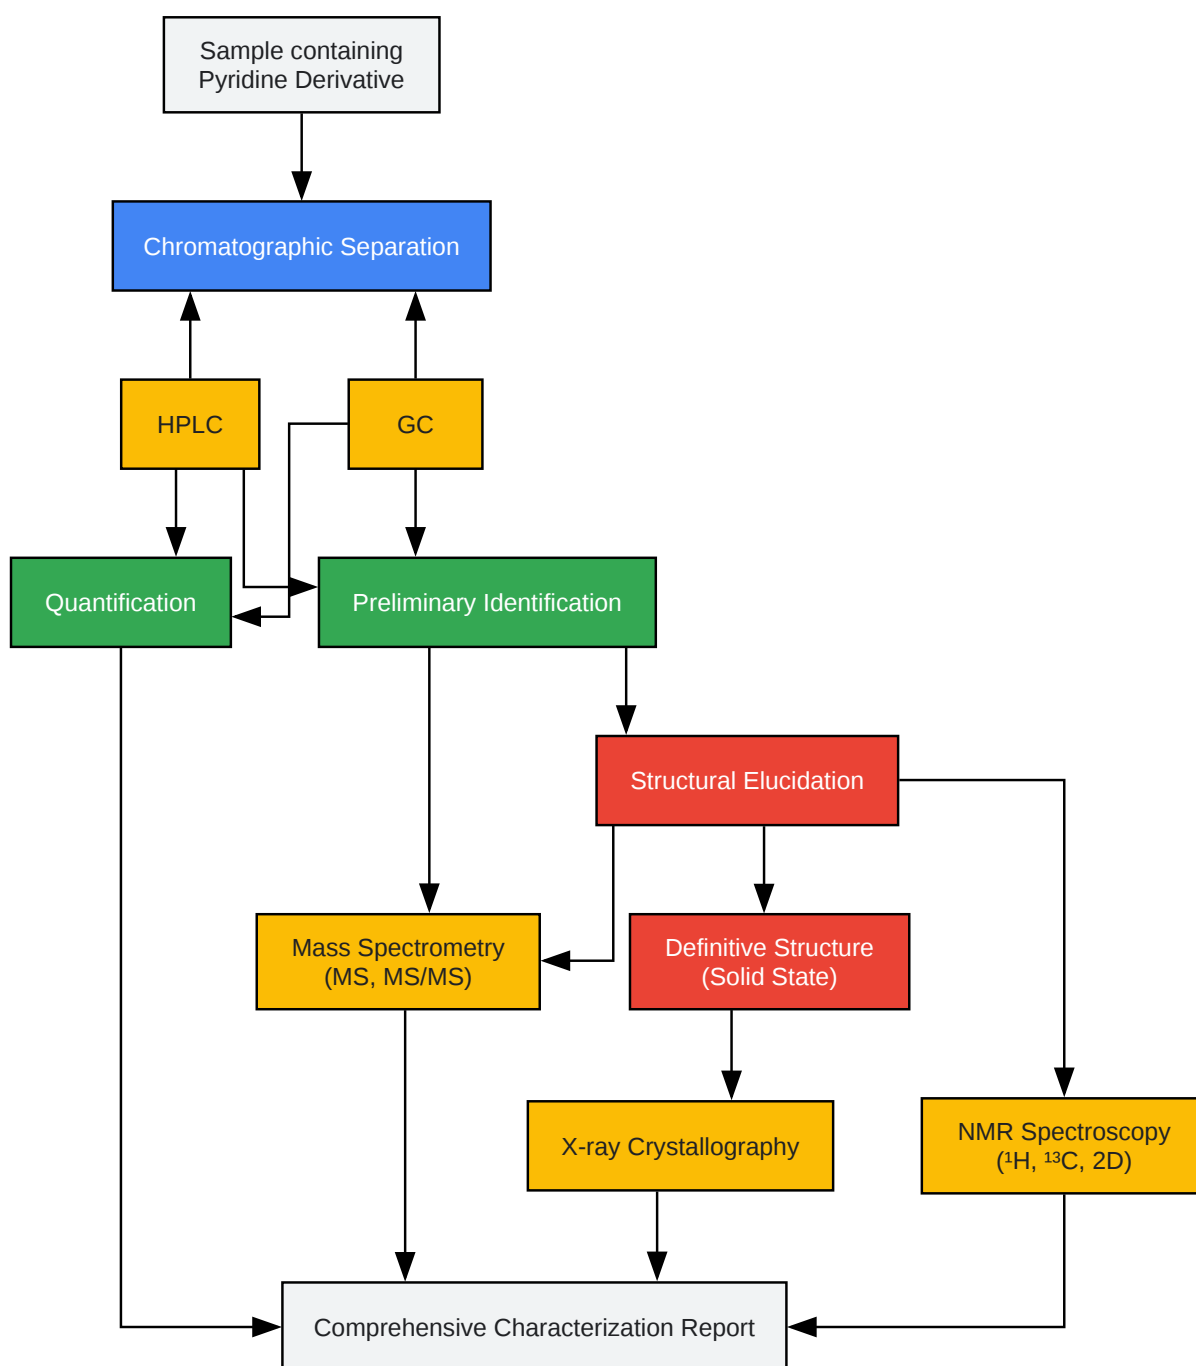 Sample containing
Pyridine Derivative
Chromatographic Separation
HPLC
GC
Quantification
Preliminary Identification
Structural Elucidation
Mass Spectrometry
(MS, MS/MS)
Definitive Structure
(Solid State)
X-ray Crystallography
NMR Spectroscopy
(¹H, ¹³C, 2D)
Comprehensive Characterization Report